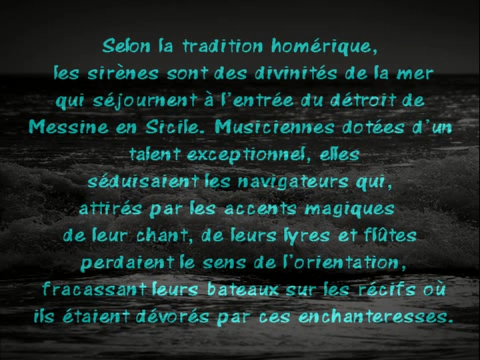 Selon la tradition homérique,
les sirènes sont des divinités de la mer
qui séjournent à l'entrée du détroit de
Messine en Sicile. Musiciennes dotées d'un
talent exceptionnel, elles
séduisaient les navigateurs qui,
attirés par les accents magiques
de leur chant, de leurs lyres et flûtes
perdaient le sens de l'orientation,
fracassant leurs bateaux sur les récifs où
ils étaient dévorés par ces enchanteresses.